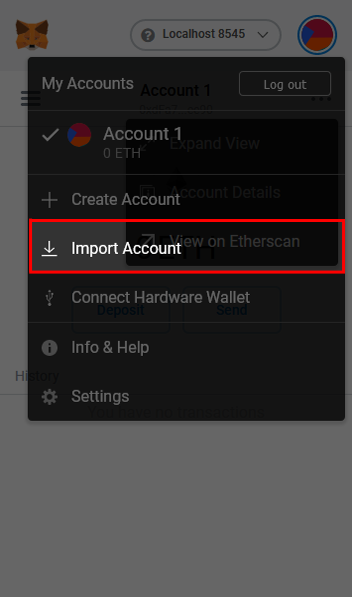 Localhost 8545
My Accounts
Log out
Account 1
Account 1
0 ETH
Expand View
Create Account
Account Details
Import Account
View on Etherscan
Connect Hardware Wallet
Deposit
Send
Info & Help
History
Settings